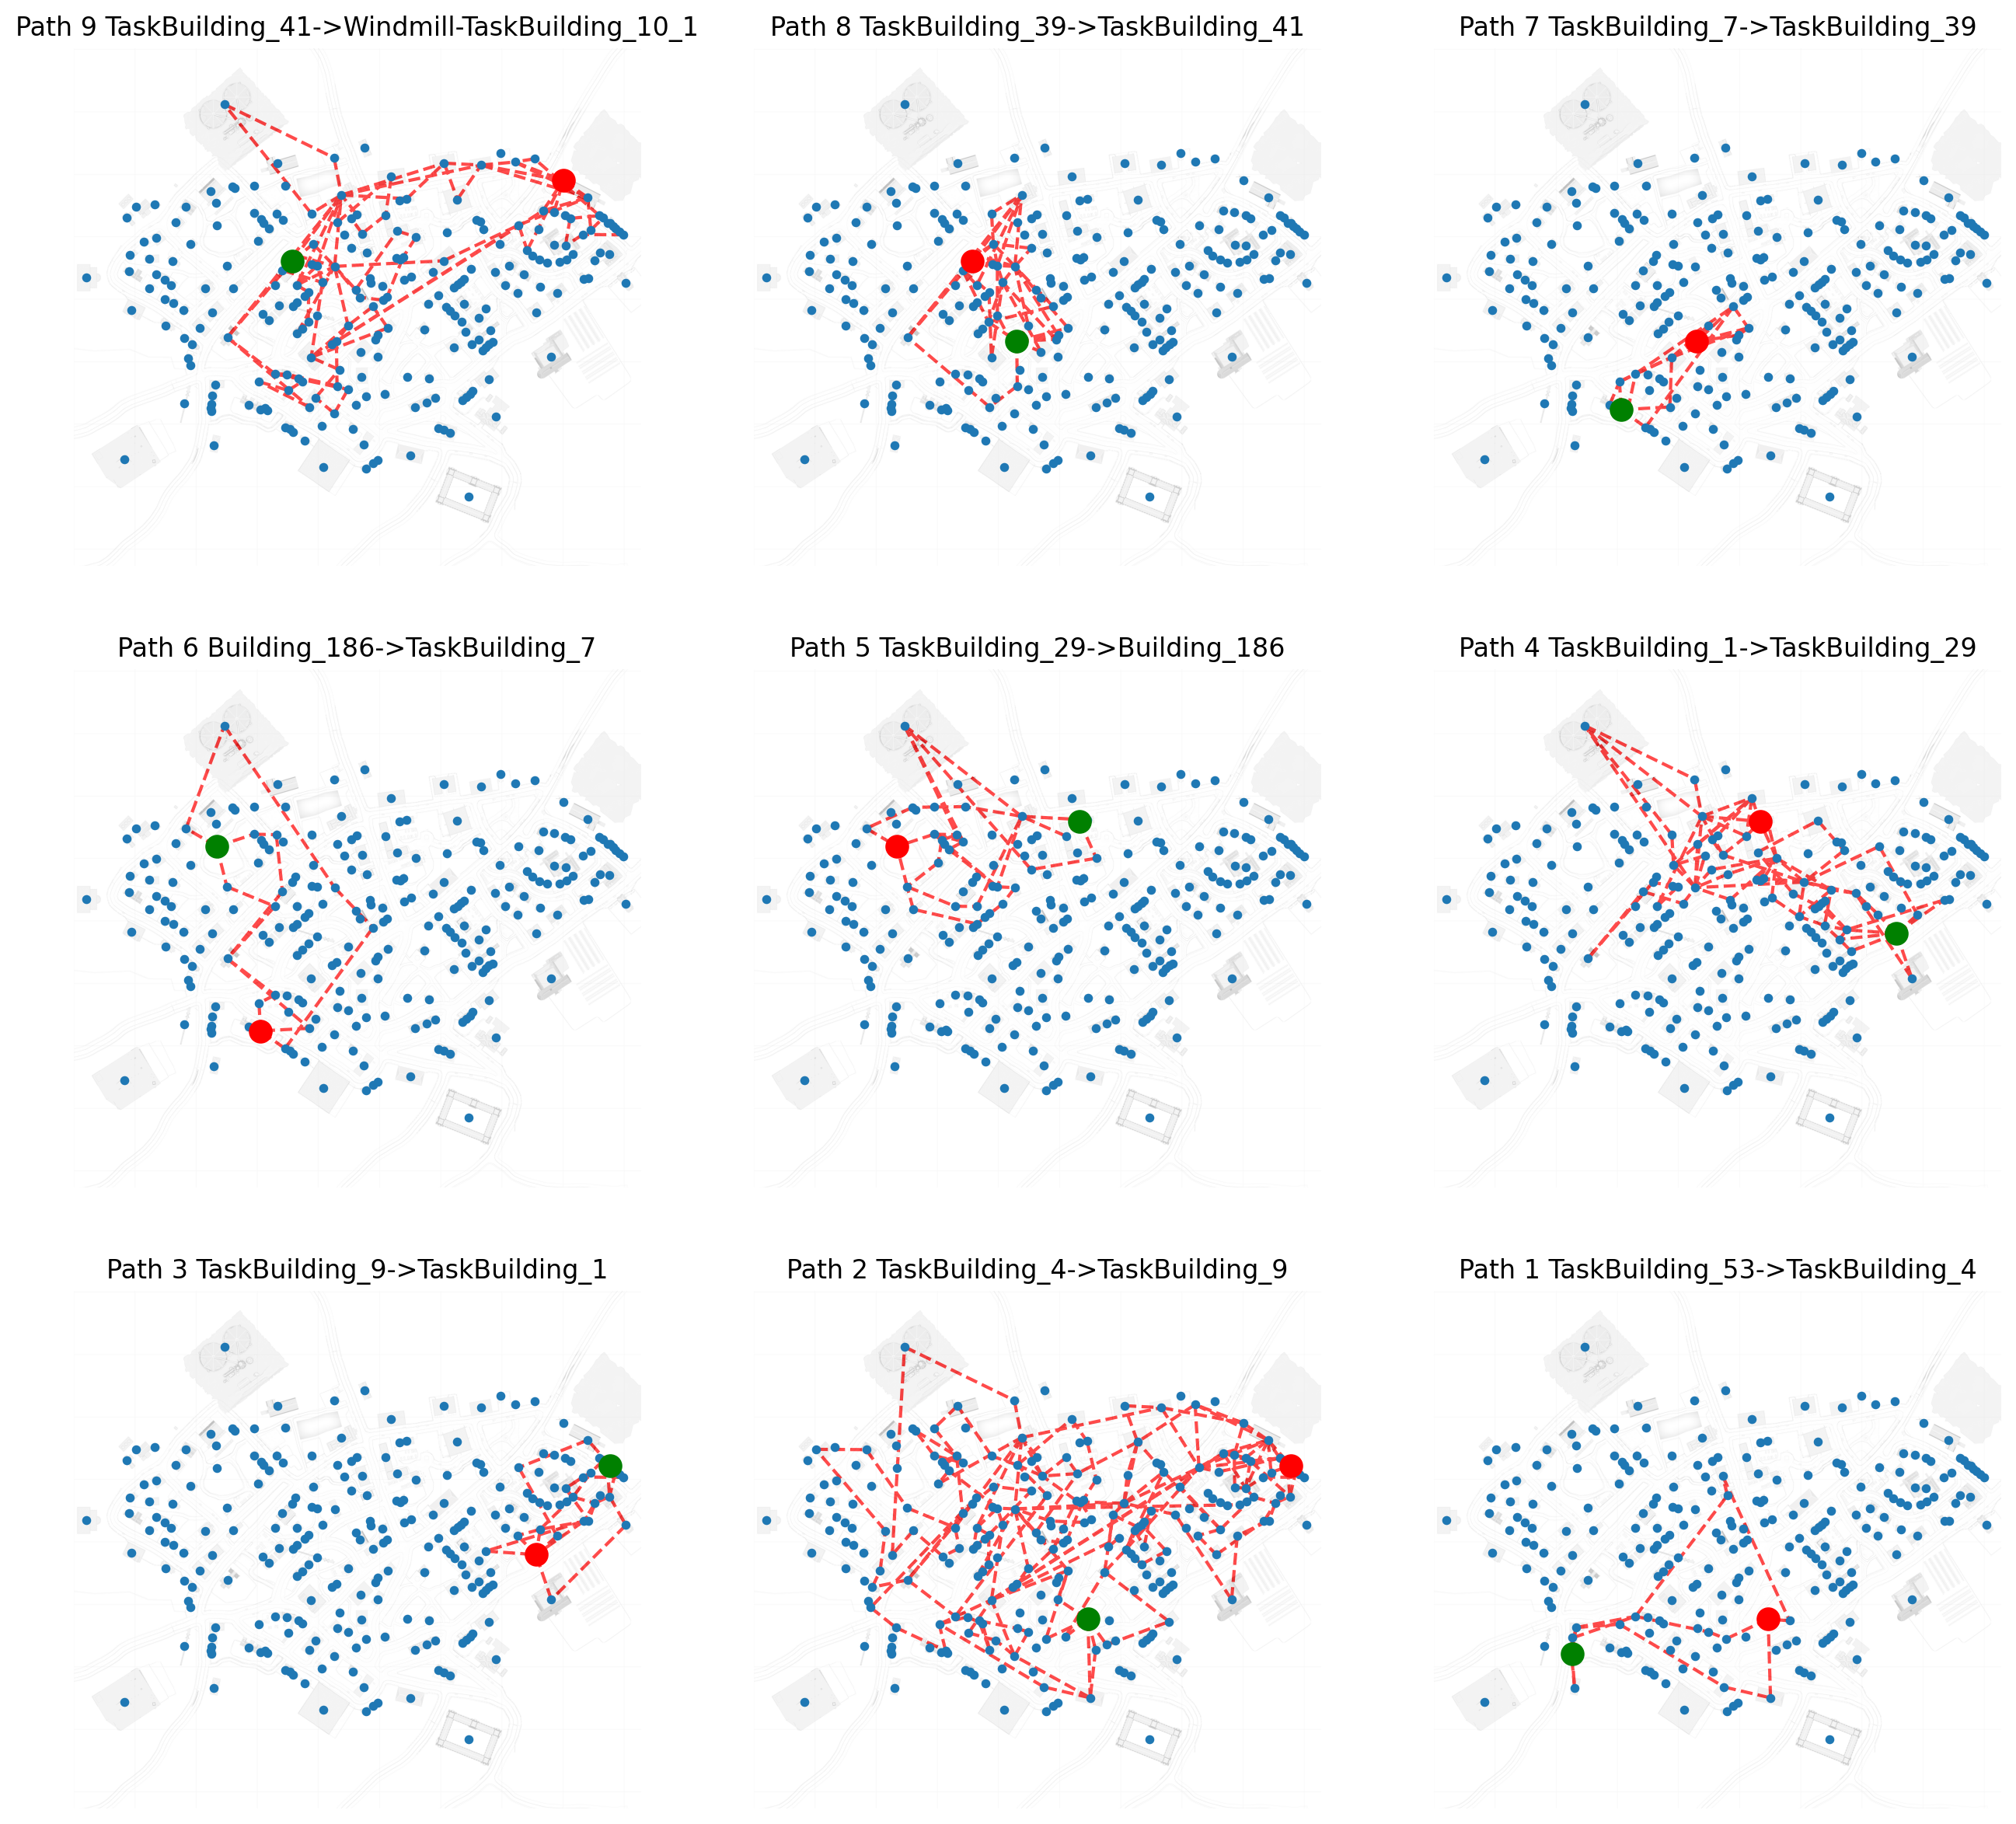 Path 9 TaskBuilding_41->Windmill-TaskBuilding_10_1
Path 8 TaskBuilding_39->TaskBuilding_41
Path 7 TaskBuilding_7->TaskBuilding_39
Path 6 Building_186->TaskBuilding_7
Path 5 TaskBuilding_29->Building_186
Path 4 TaskBuilding_1->TaskBuilding_29
Path 3 TaskBuilding_9->TaskBuilding_1
Path 2 TaskBuilding_4->TaskBuilding_9
Path 1 TaskBuilding_53->TaskBuilding_4